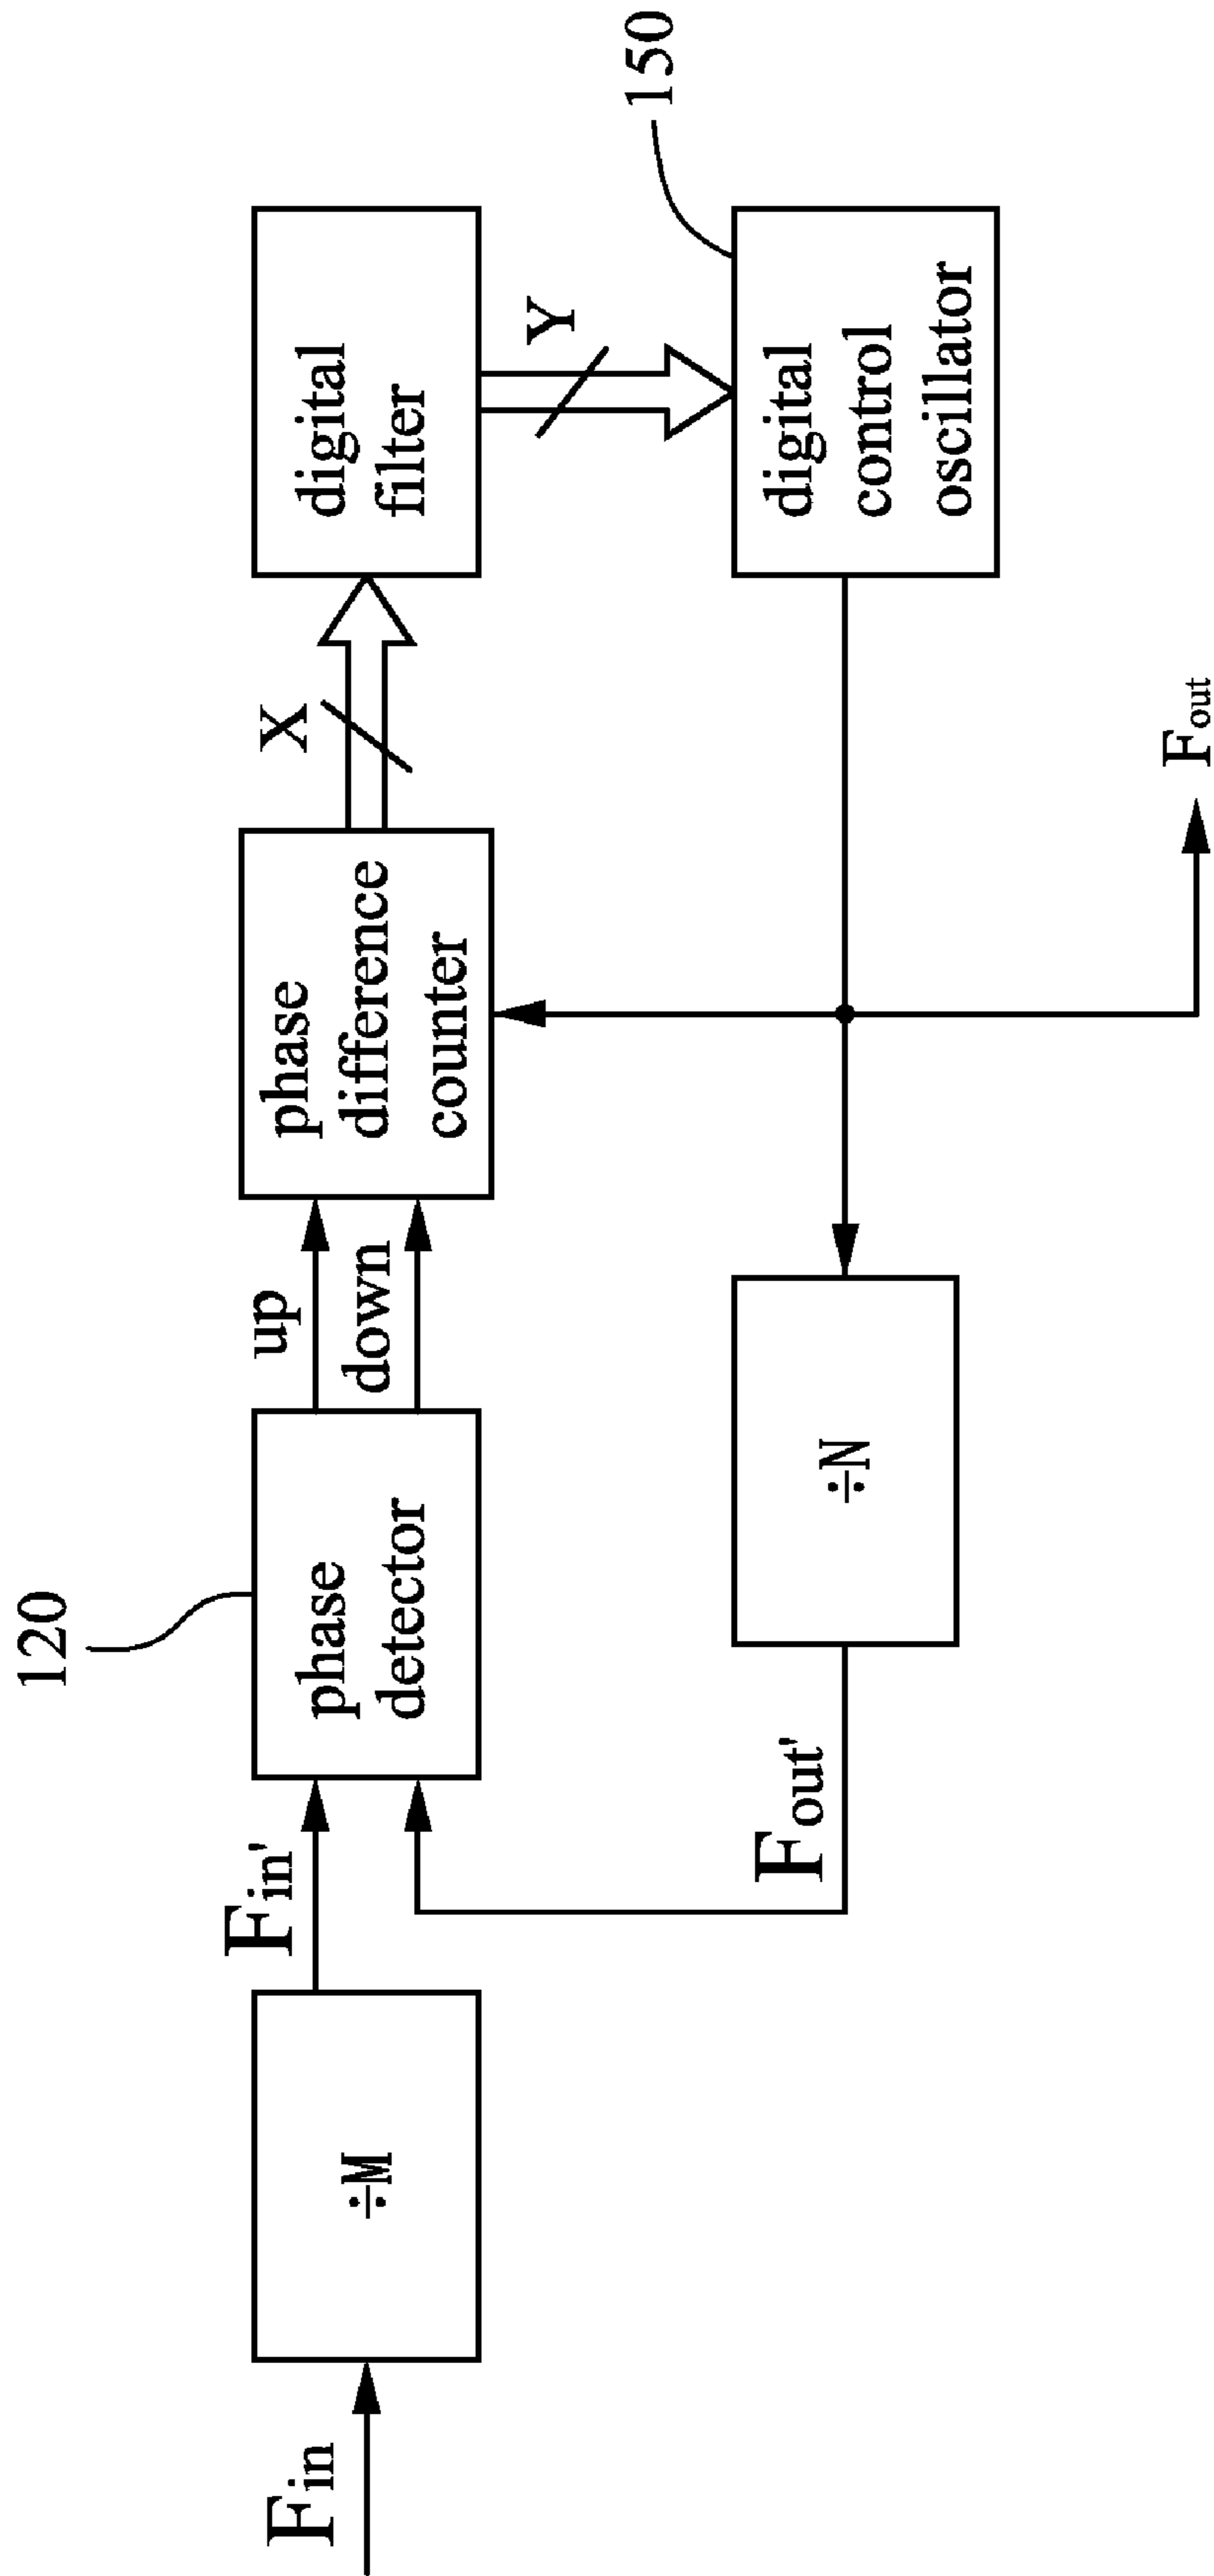 120
150
Fin
÷M
Fin'
phase
detector
up
down
phase
difference
counter
X
digital
filter
Y
digital
control
oscillator
÷N
Fout'
Fout